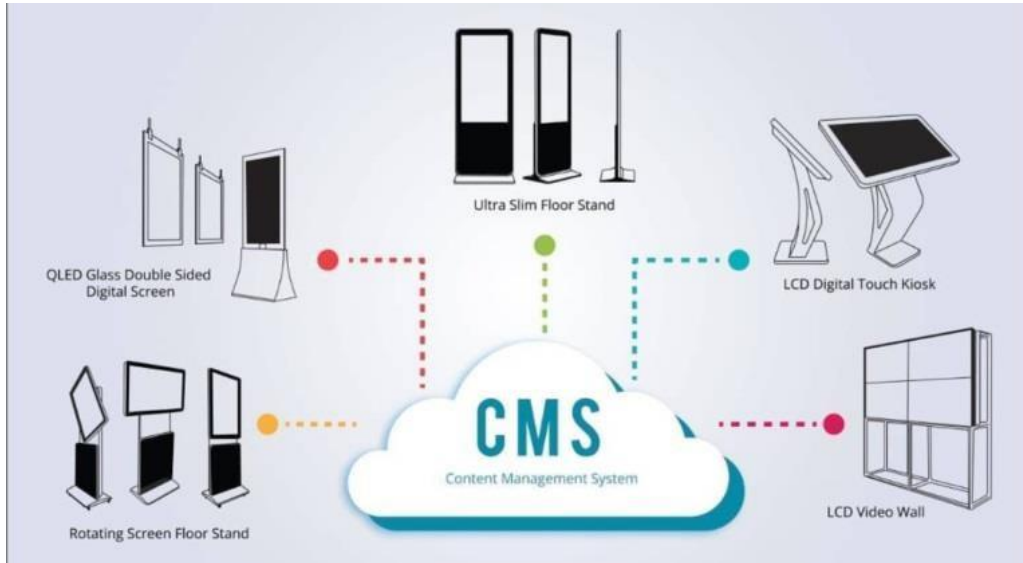 Ultra Slim Floor Stand
QLED Glass Double Sided
Digital Screen
LCD Digital Touch Kiosk
CMS
Content Management System
Rotating Screen Floor Stand
LCD Video Wall